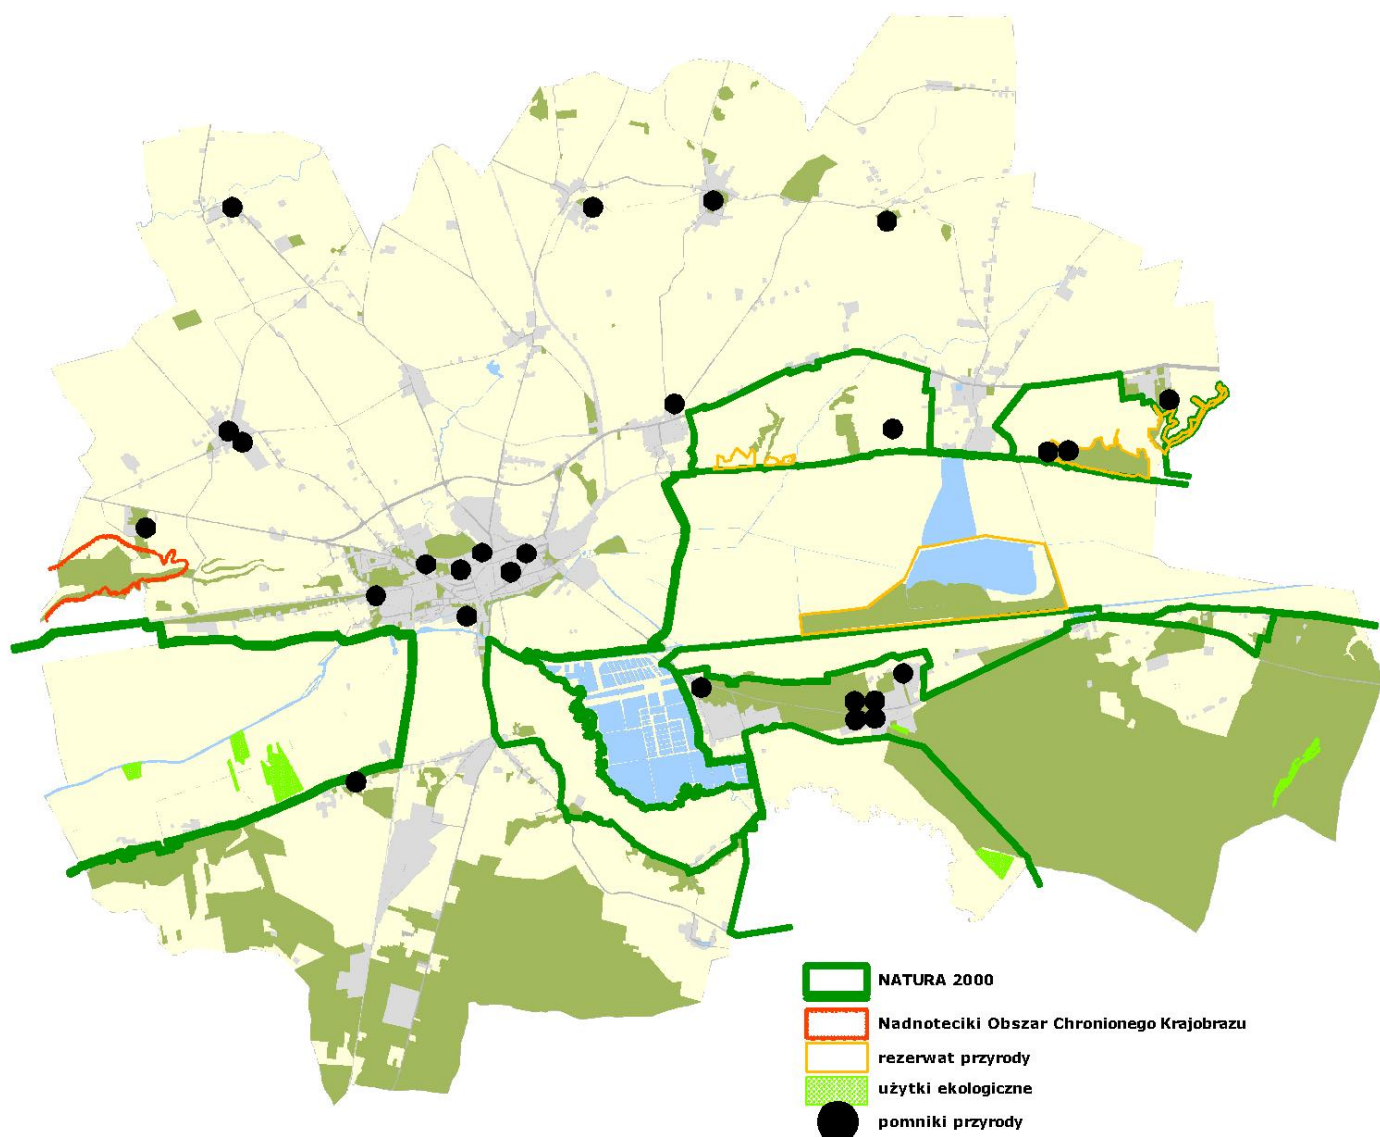 NATURA 2000
Nadnoteciki Obszar Chronionego Krajobrazu
rezerwat przyrody
użytki ekologiczne
pomniki przyrody